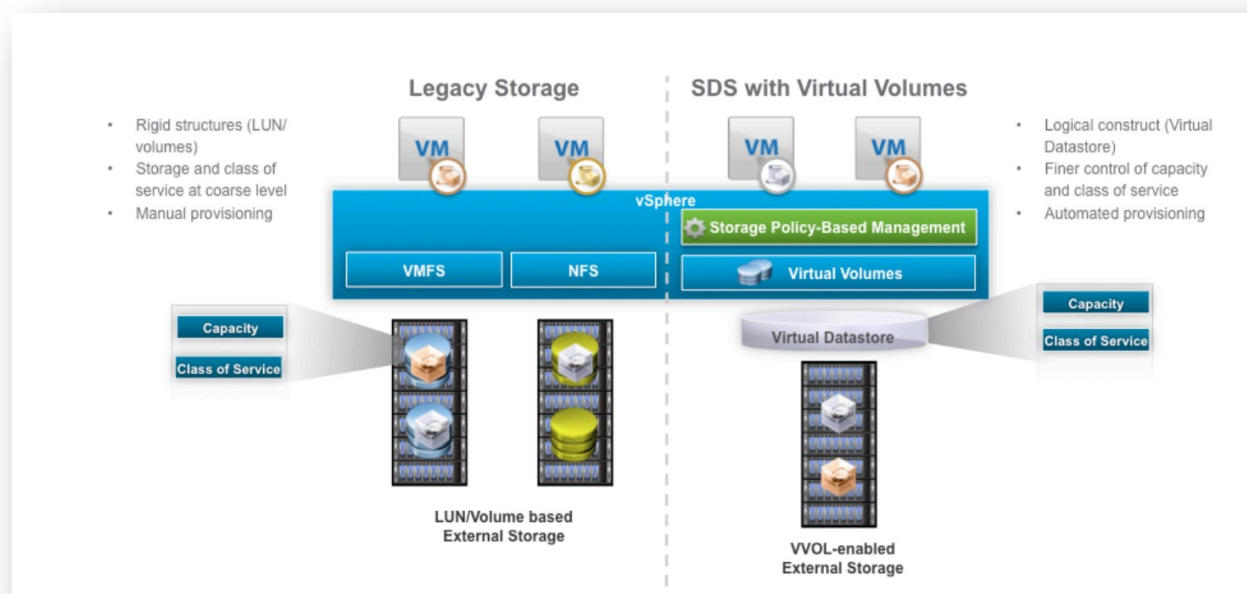 Legacy Storage
SDS with Virtual Volumes
• Rigid structures (LUN/
volumes)
• Storage and class of
service at coarse level
• Manual provisioning
VM
VM
VM
VM
• Logical construct (Virtual
Datastore)
• Finer control of capacity
and class of service
• Automated provisioning
vSphere
Storage Policy-Based Management
VMFS
NFS
Virtual Volumes
Capacity
Class of Service
Virtual Datastore
Capacity
Class of Service
LUN/Volume based
External Storage
VVOL-enabled
External Storage